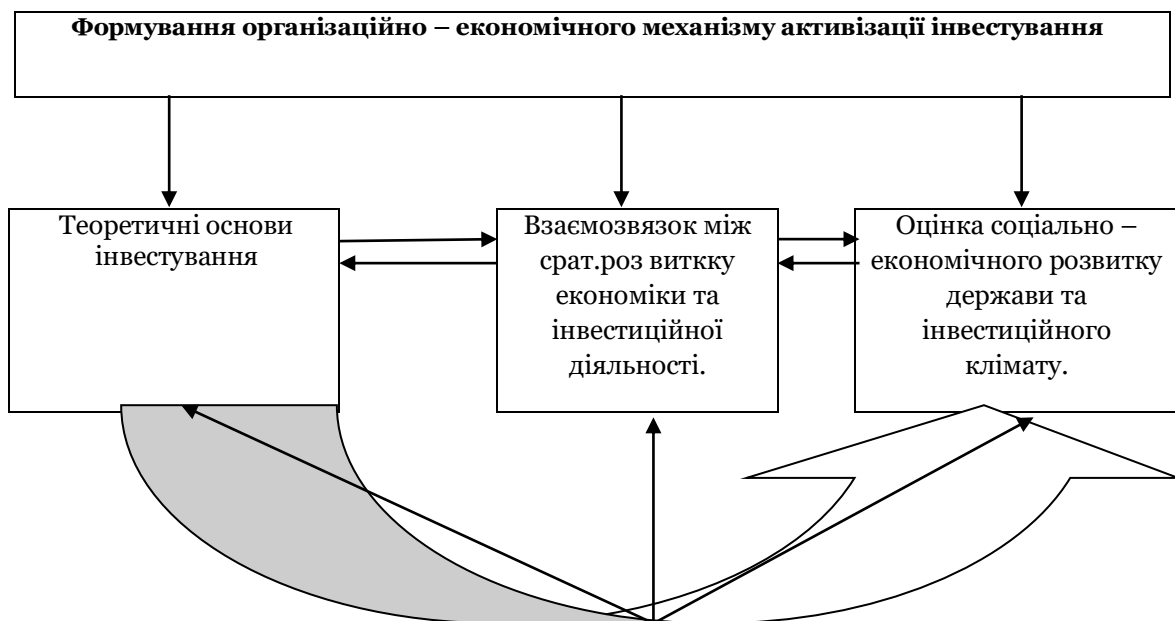 Формування організаційно – економічного механізму активізації інвестування
Теоретичні основи
інвестування
Взаємозвязок між
срат.роз виткку
економіки та
інвестиційної
діяльності.
Оцінка соціально –
економічного розвитку
держави та
інвестиційного
клімату.